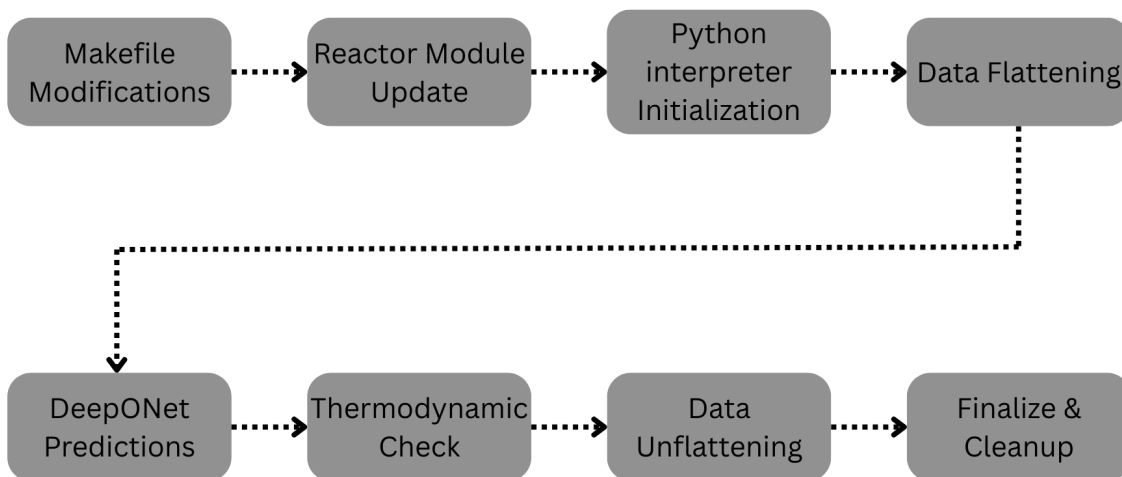 Makefile
Modifications
Reactor Module
Update
Python
interpreter
Initialization
Data Flattening
DeepONet
Predictions
Thermodynamic
Check
Data
Unflattening
Finalize &
Cleanup